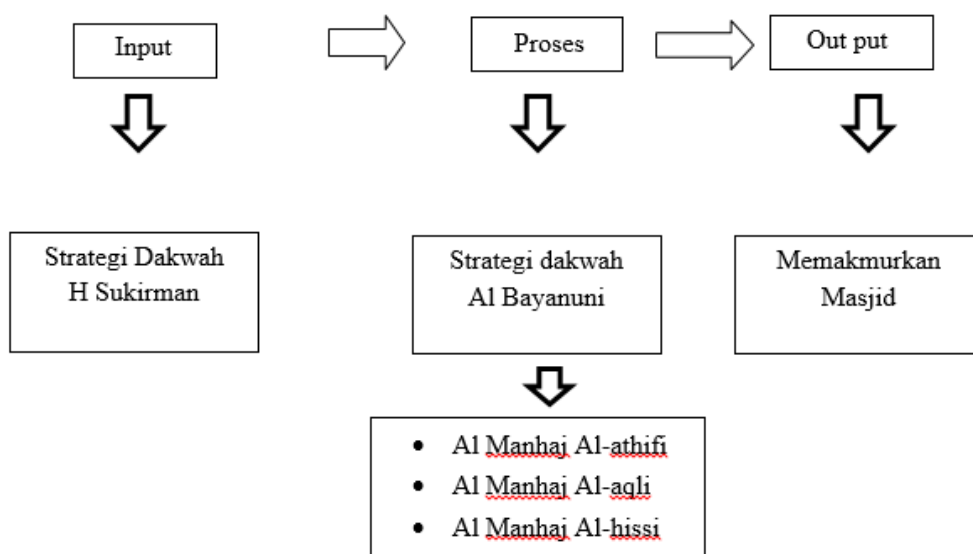 Input
Proses
Out put
Strategi Dakwah
H Sukirman
Strategi dakwah
Al Bayanuni
Memakmurkan
Masjid
• Al Manhaj Al-athifi
• Al Manhaj Al-aqli
• Al Manhaj Al-hissi